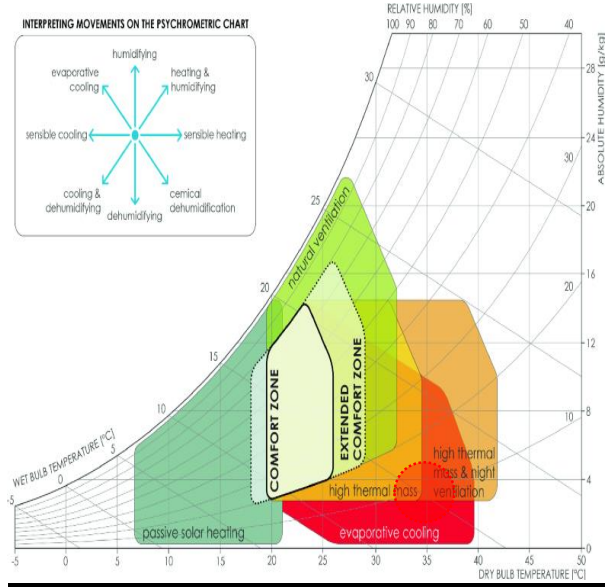 INTERPRETING MOVEMENTS ON THE PSYCHROMETRIC CHART
humidifying
evaporative
cooling
heating &
humidifying
sensible cooling
sensible heating
cooling &
dehumidifying
dehumidifying
cemical
dehumidification
RELATIVE HUMIDITY [%]
100 90 80 70 60 50 40
ABSOLUTE HUMIDITY [g/kg]
28
24
20
16
12
8
4
0
30
30
25
20
20
15
10
10
5
0
-5
WET BULB TEMPERATURE [°C]
natural ventilation
COMFORT ZONE
EXTENDED
COMFORT ZONE
high thermal mass
high thermal
mass & night
ventilation
passive solar heating
evaporative cooling
-5 0 5 10 15 20 25 30 35 40 45 50
DRY BULB TEMPERATURE [°C]